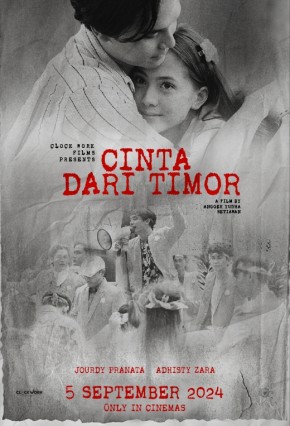 CLOCK WORK
FILMS
PRESENTS
CINTA
DARI TIMOR
A FILM BY
SETIAWAN
JOURDY PRANATA ADHISTY ZARA
5 SEPTEMBER 2024
ONLY IN CINEMAS